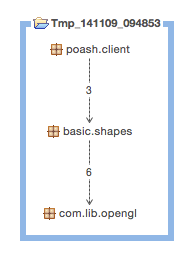 Tmp_141109_094853
poash.client
3
basic.shapes
6
com.lib.opengl